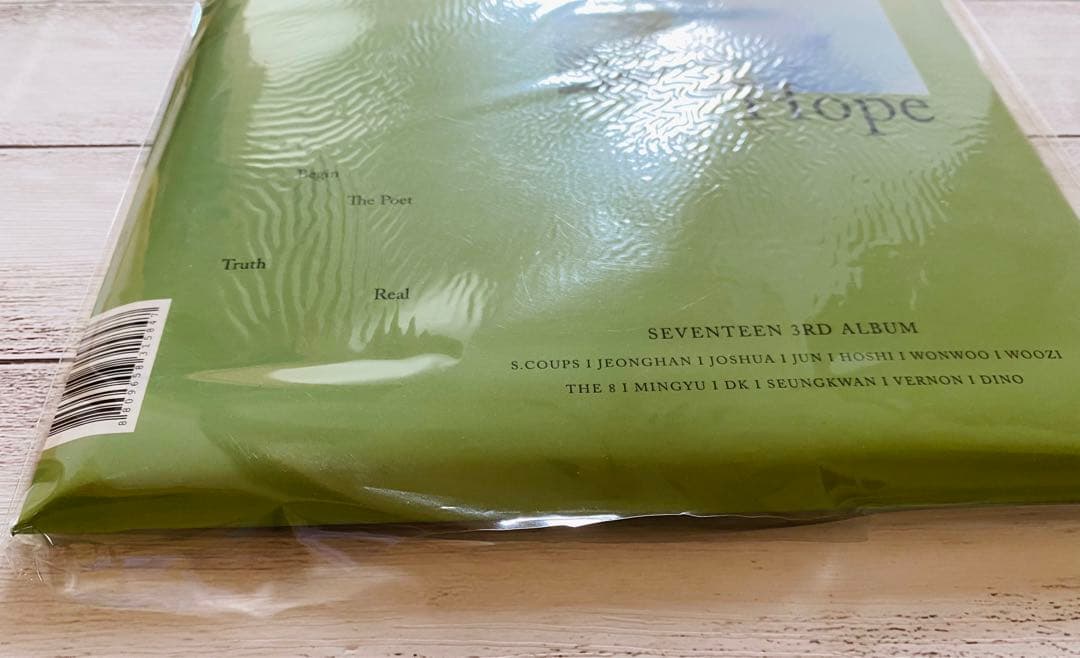 Hope
Begin
The Poet
Truth
Real
SEVENTEEN 3RD ALBUM
S.COUPS I JEONGHAN I JOSHUA I JUN I HOSHI I WONWOO I WOOZI
THE 8 I MINGYU I DK I SEUNGKWAN I VERNON I DINO